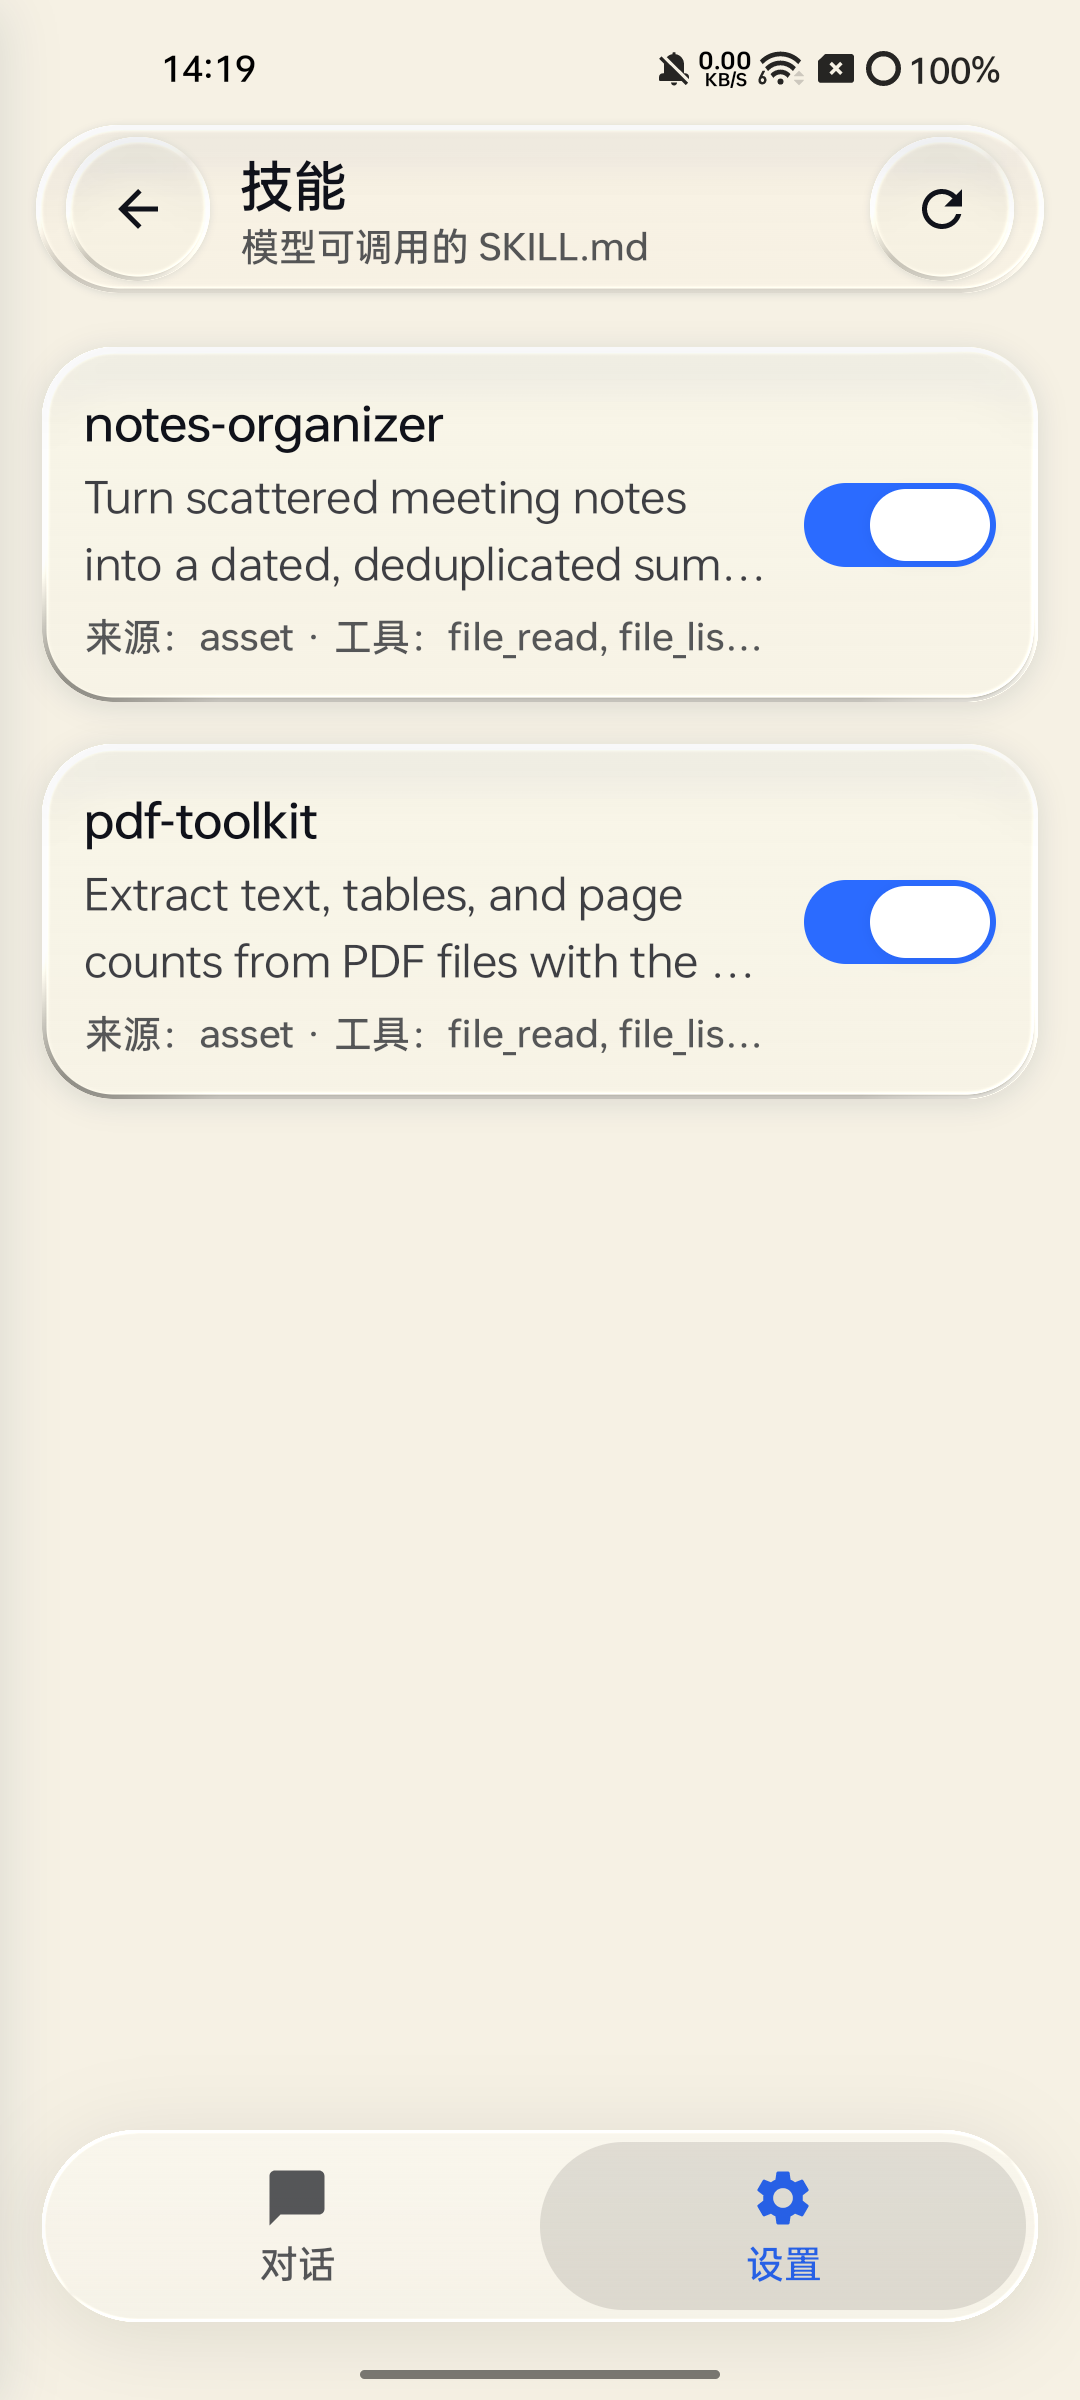 14:19
0.00
KB/S
6
100%
技能
模型可调用的 SKILL.md
notes-organizer
Turn scattered meeting notes
into a dated, deduplicated sum...
来源：asset · 工具：file_read, file_lis...
pdf-toolkit
Extract text, tables, and page
counts from PDF files with the ...
来源：asset · 工具：file_read, file_lis...
对话
设置